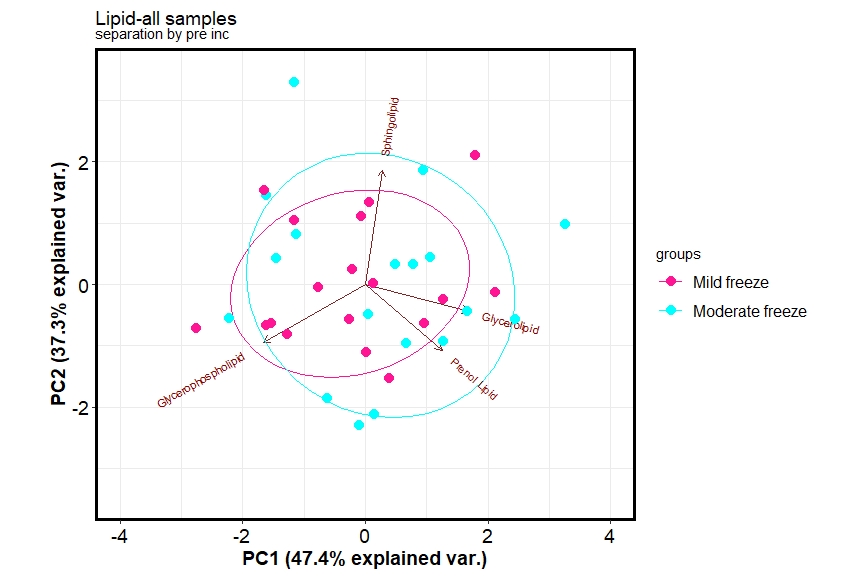 Lipid-all samples
separation by pre inc
PC2 (37.3% explained var.)
2
0
-2
Sphingolipid
Glycerolipid
Prenol Lipid
Glycerophospholipid
-4
-2
0
2
4
PC1 (47.4% explained var.)
groups
Mild freeze
Moderate freeze